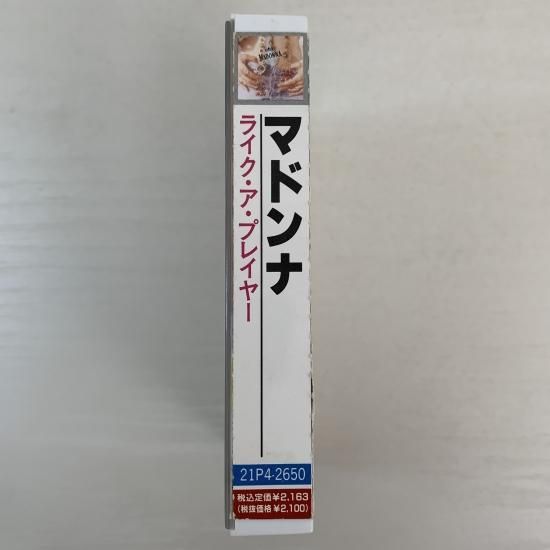 MADONNA
マドンナ
ライク・ア・プレイヤー
21P4-2650
税込定価¥2,163
(税抜価格¥2,100)